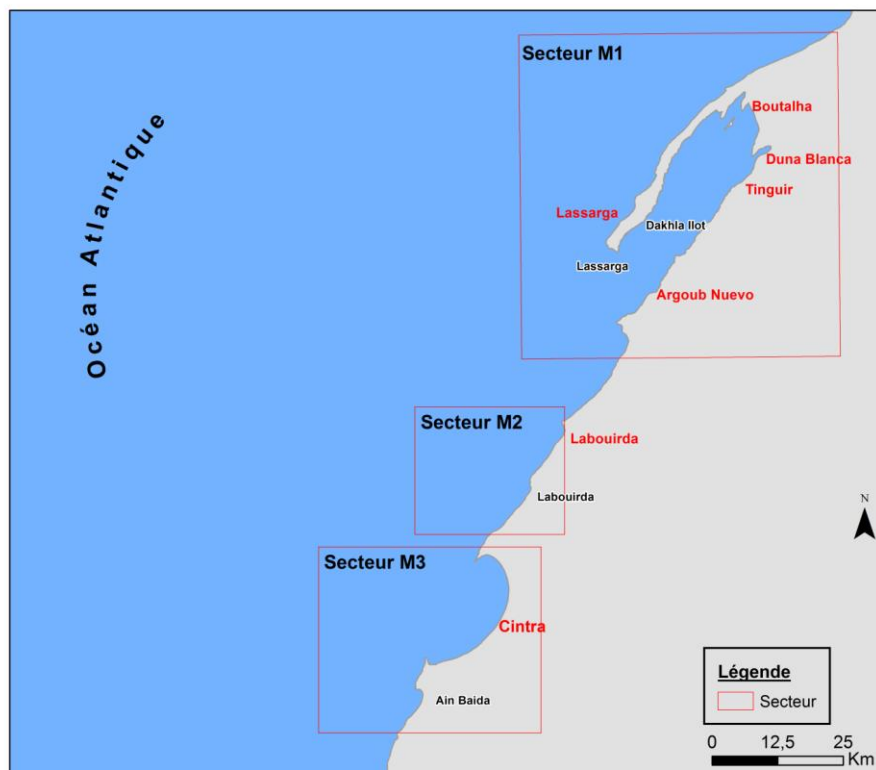 Secteur M1
Boutalha
Duna Blanca
Tinguir
Lassarga
Dakhla Ilot
Lassarga
Argoub Nuevo
Océan Atlantique
Secteur M2
Labouirda
Labouirda
N
Secteur M3
Cintra
Ain Baida
Légende
Secteur
0 12,5 25
Km